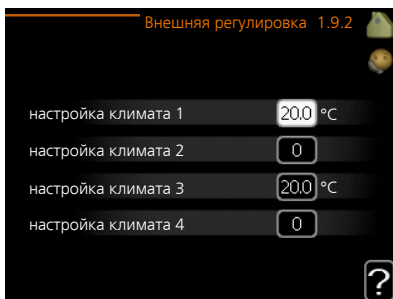 Внешняя регулировка 1.9.2
настройка климата 1 20.0 °C
настройка климата 2 0
настройка климата 3 20.0 °C
настройка климата 4 0
?